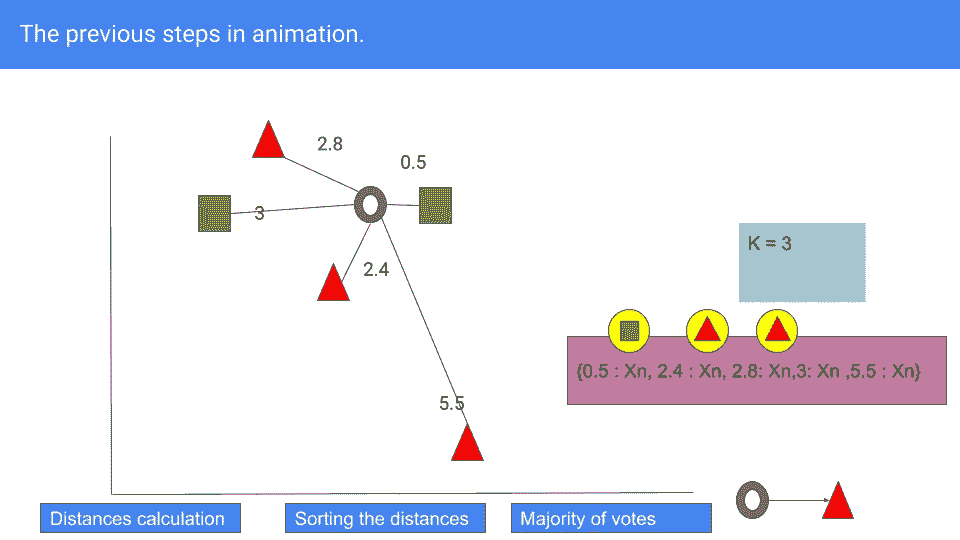 The previous steps in animation.
2.8
0.5
3
2.4
5.5
K = 3
{0.5 : Xn, 2.4 : Xn, 2.8: Xn,3: Xn ,5.5 : Xn}
Distances calculation
Sorting the distances
Majority of votes